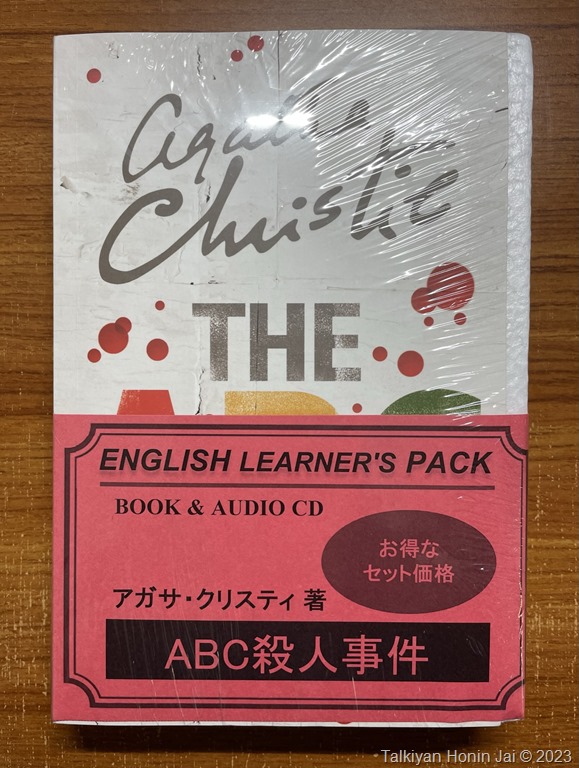 Agatha
Christie
THE
ABC
ENGLISH LEARNER'S PACK
BOOK & AUDIO CD
お得な
セット価格
アガサ・クリスティ 著
ABC殺人事件
Talkiyan Honin Jai © 2023